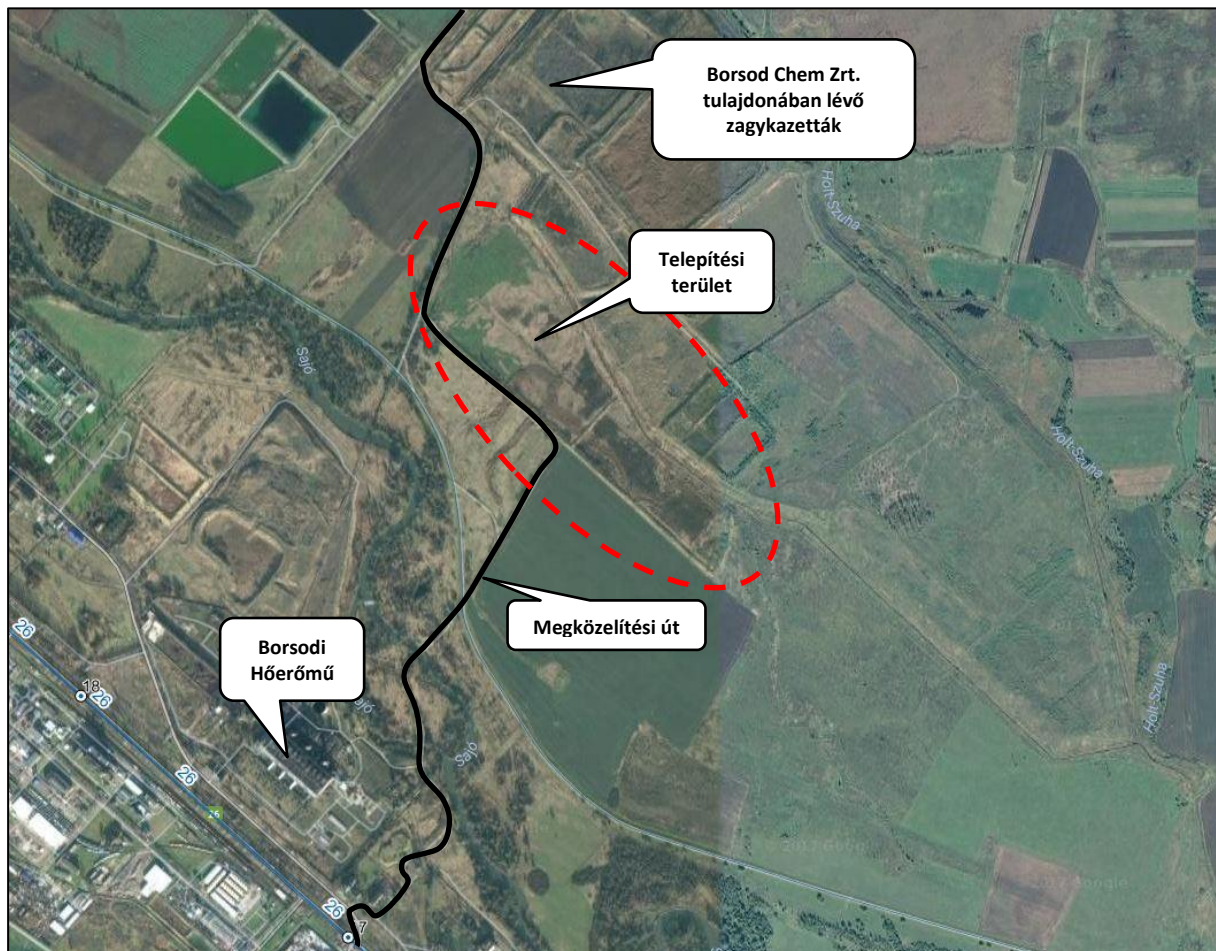 Borsod Chem Zrt.
tulajdonában lévő
zagykazetták
Holt-Szuha
Telepítési
terület
Sajó
Holt-Szuha
Megközelítési út
Borsodi
Hőerőmű
26
18
26
Sajó
Holt-Szuha
26
26
26